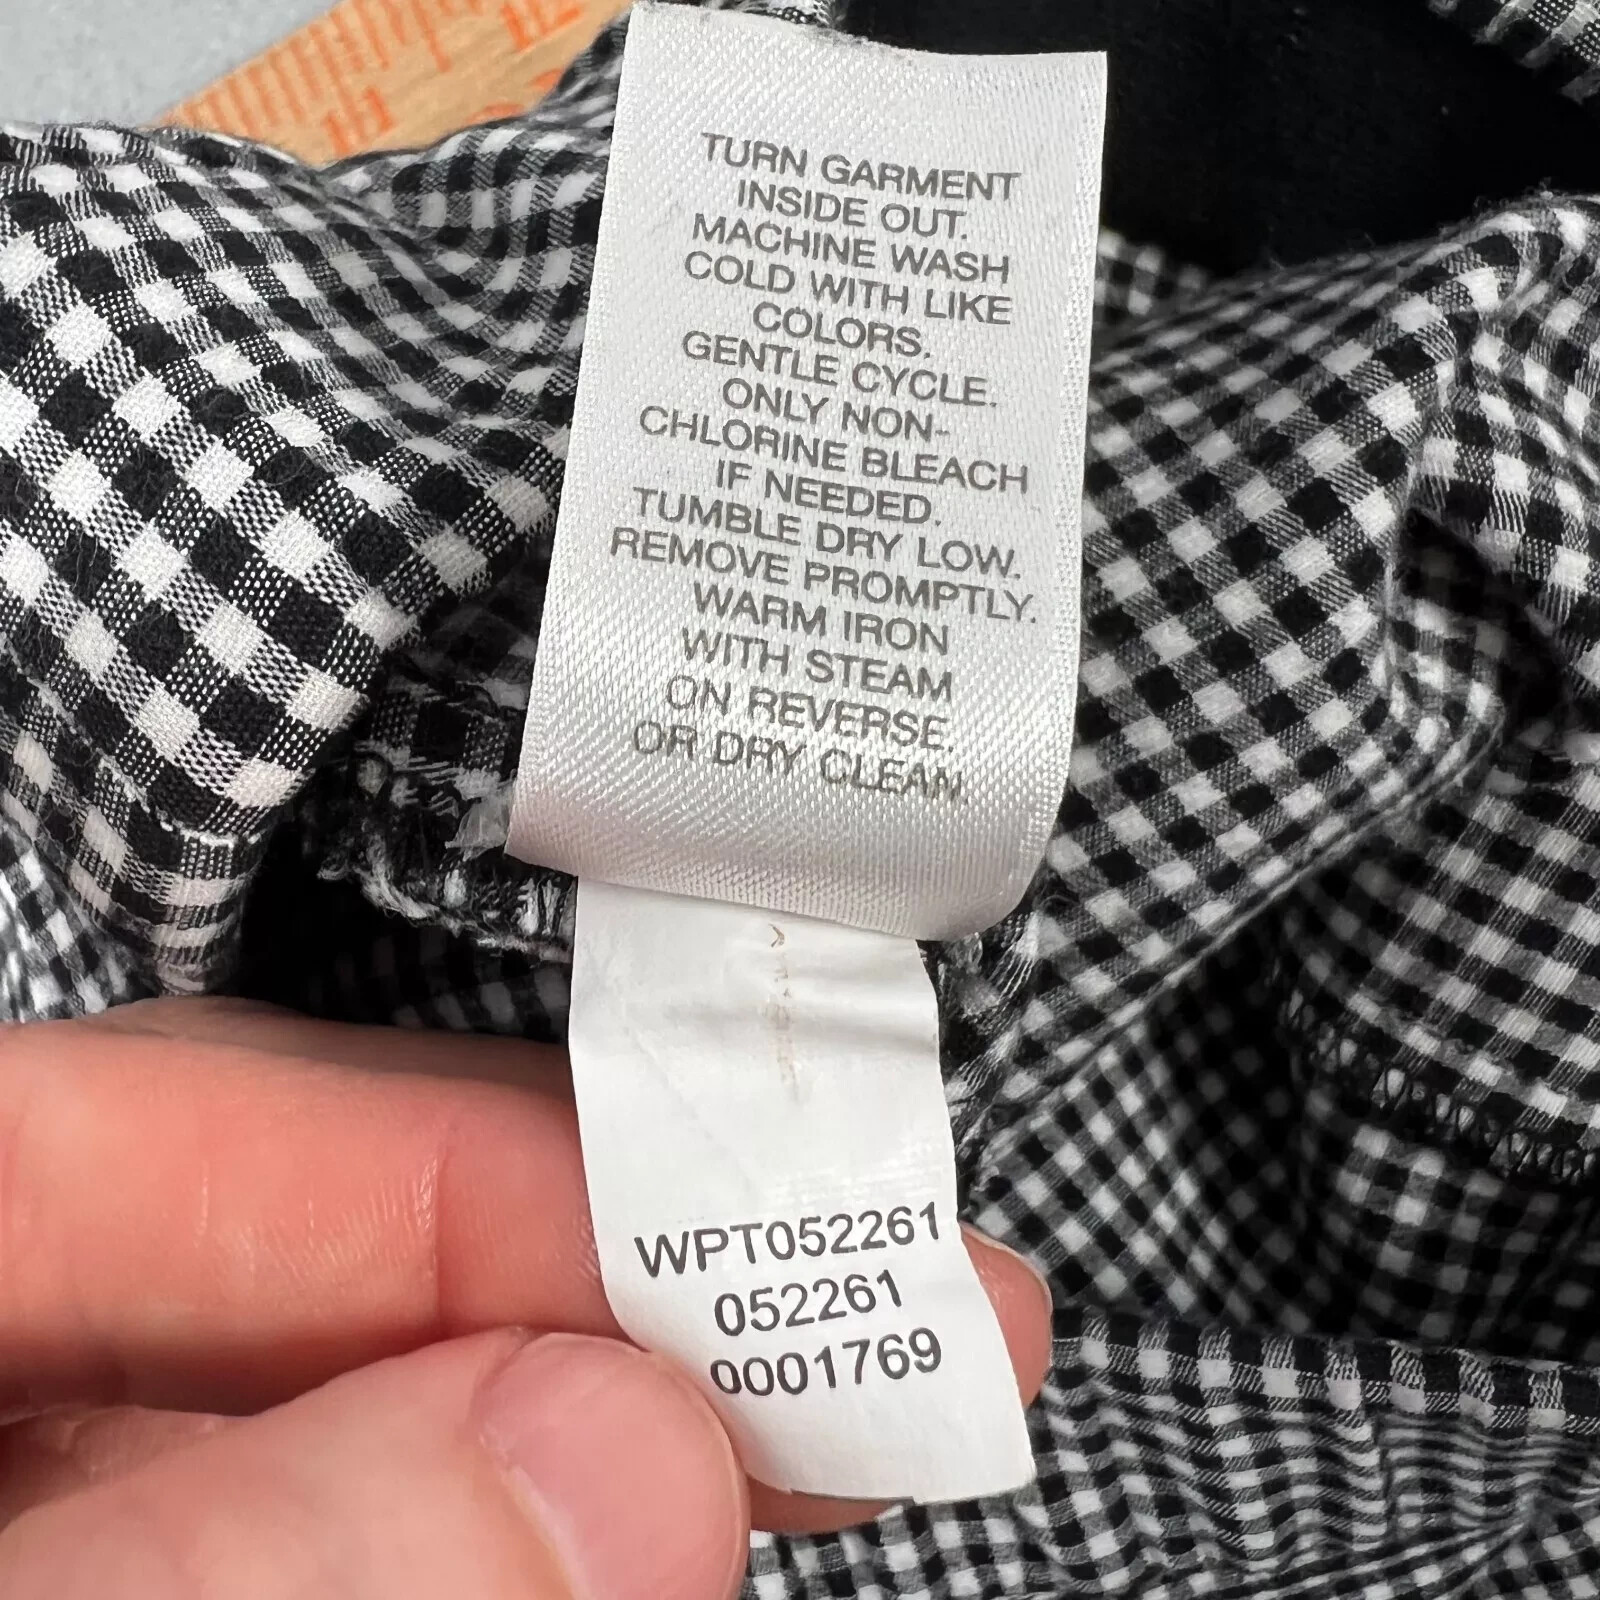 TURN GARMENT
INSIDE OUT.
MACHINE WASH
COLD WITH LIKE
COLORS.
GENTLE CYCLE.
ONLY NON-
CHLORINE BLEACH
IF NEEDED.
TUMBLE DRY LOW.
REMOVE PROMPTLY.
WARM IRON
WITH STEAM
ON REVERSE.
OR DRY CLEAN.
WPT052261
052261
0001769